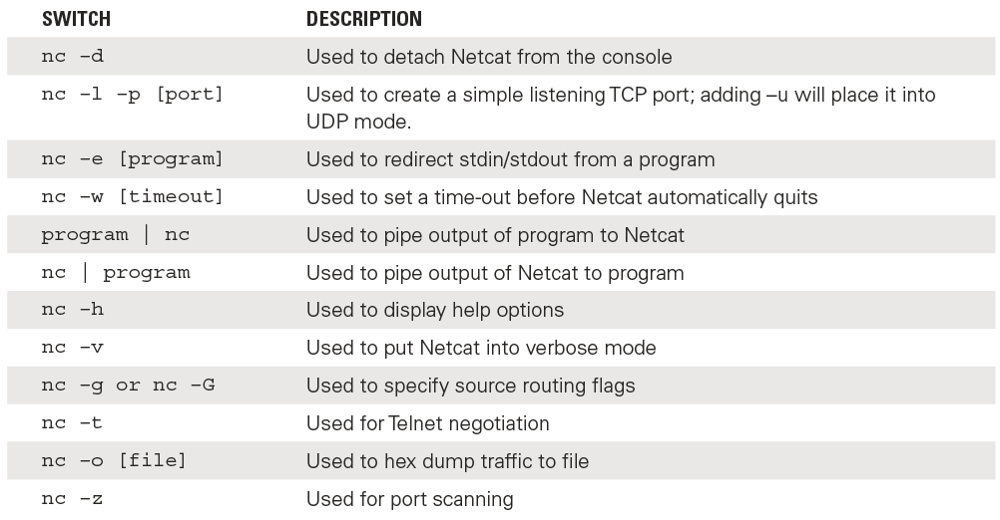 SWITCH DESCRIPTION
nc –d Used to detach Netcat from the console
nc –l –p [port] Used to create a simple listening TCP port; adding –u will place it into
UDP mode.
nc –e [program] Used to redirect stdin/stdout from a program
nc –w [timeout] Used to set a time-out before Netcat automatically quits
program | nc Used to pipe output of program to Netcat
nc | program Used to pipe output of Netcat to program
nc –h Used to display help options
nc –v Used to put Netcat into verbose mode
nc –g or nc –G Used to specify source routing flags
nc –t Used for Telnet negotiation
nc –o [file] Used to hex dump traffic to file
nc –z Used for port scanning